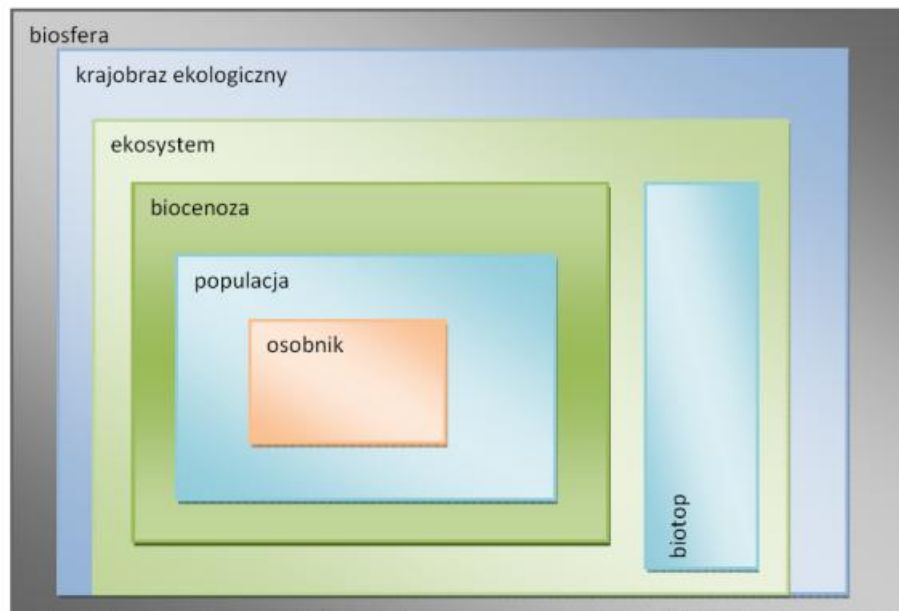 biosfera
krajobraz ekologiczny
ekosystem
biocenoza
populacja
osobnik
biotop